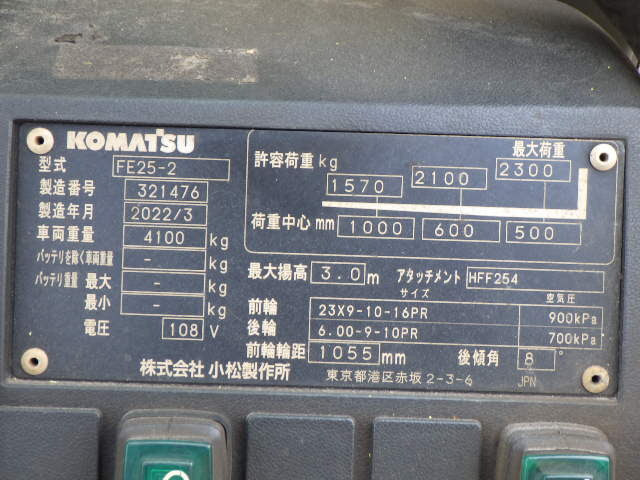 KOMATSU
型式 FE25-2
製造番号 321476
製造年月 2022/3
車両重量 4100 kg
バッテリを除く車両重量 - kg
バッテリ重量 最大 - kg
最小 - kg
電圧 108 V
最大荷重
許容荷重 kg 1570 2100 2300
荷重中心 mm 1000 600 500
最大揚高 3.0 m アタッチメント HFF254
サイズ 空気圧
前輪 23X9-10-16PR 900kPa
後輪 6.00-9-10PR 700kPa
前輪輪距 1055 mm 後傾角 8 °
株式会社 小松製作所 東京都港区赤坂 2-3-6 JPN